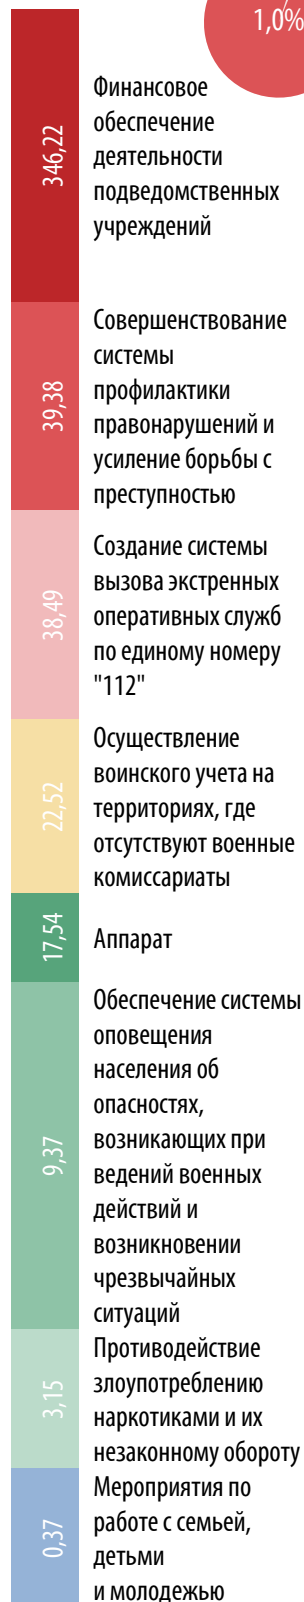 1,0%
346,22
Финансовое
обеспечение
деятельности
подведомственных
учреждений
39,38
Совершенствование
системы
профилактики
правонарушений и
усиление борьбы с
преступностью
38,49
Создание системы
вызова экстренных
оперативных служб
по единому номеру
"112"
22,52
Осуществление
воинского учета на
территориях, где
отсутствуют военные
комиссариаты
17,54
Аппарат
9,37
Обеспечение системы
оповещения
населения об
опасностях,
возникающих при
ведений военных
действий и
возникновении
чрезвычайных
ситуаций
3,15
Противодействие
злоупотреблению
наркотиками и их
незаконному обороту
0,37
Мероприятия по
работе с семьей,
детьми
и молодежью